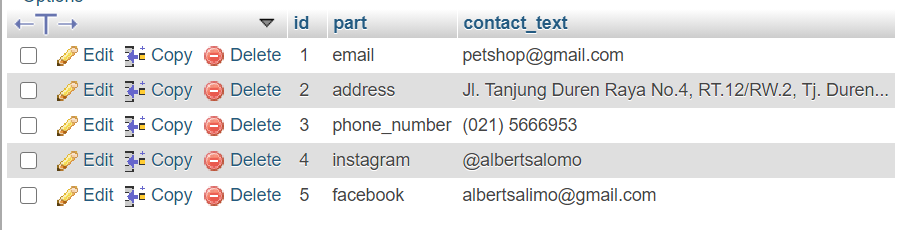 id part contact_text
Edit Copy Delete 1 email petshop@gmail.com
Edit Copy Delete 2 address Jl. Tanjung Duren Raya No.4, RT.12/RW.2, Tj. Duren...
Edit Copy Delete 3 phone_number (021) 5666953
Edit Copy Delete 4 instagram @albertsalomo
Edit Copy Delete 5 facebook albertsalimo@gmail.com